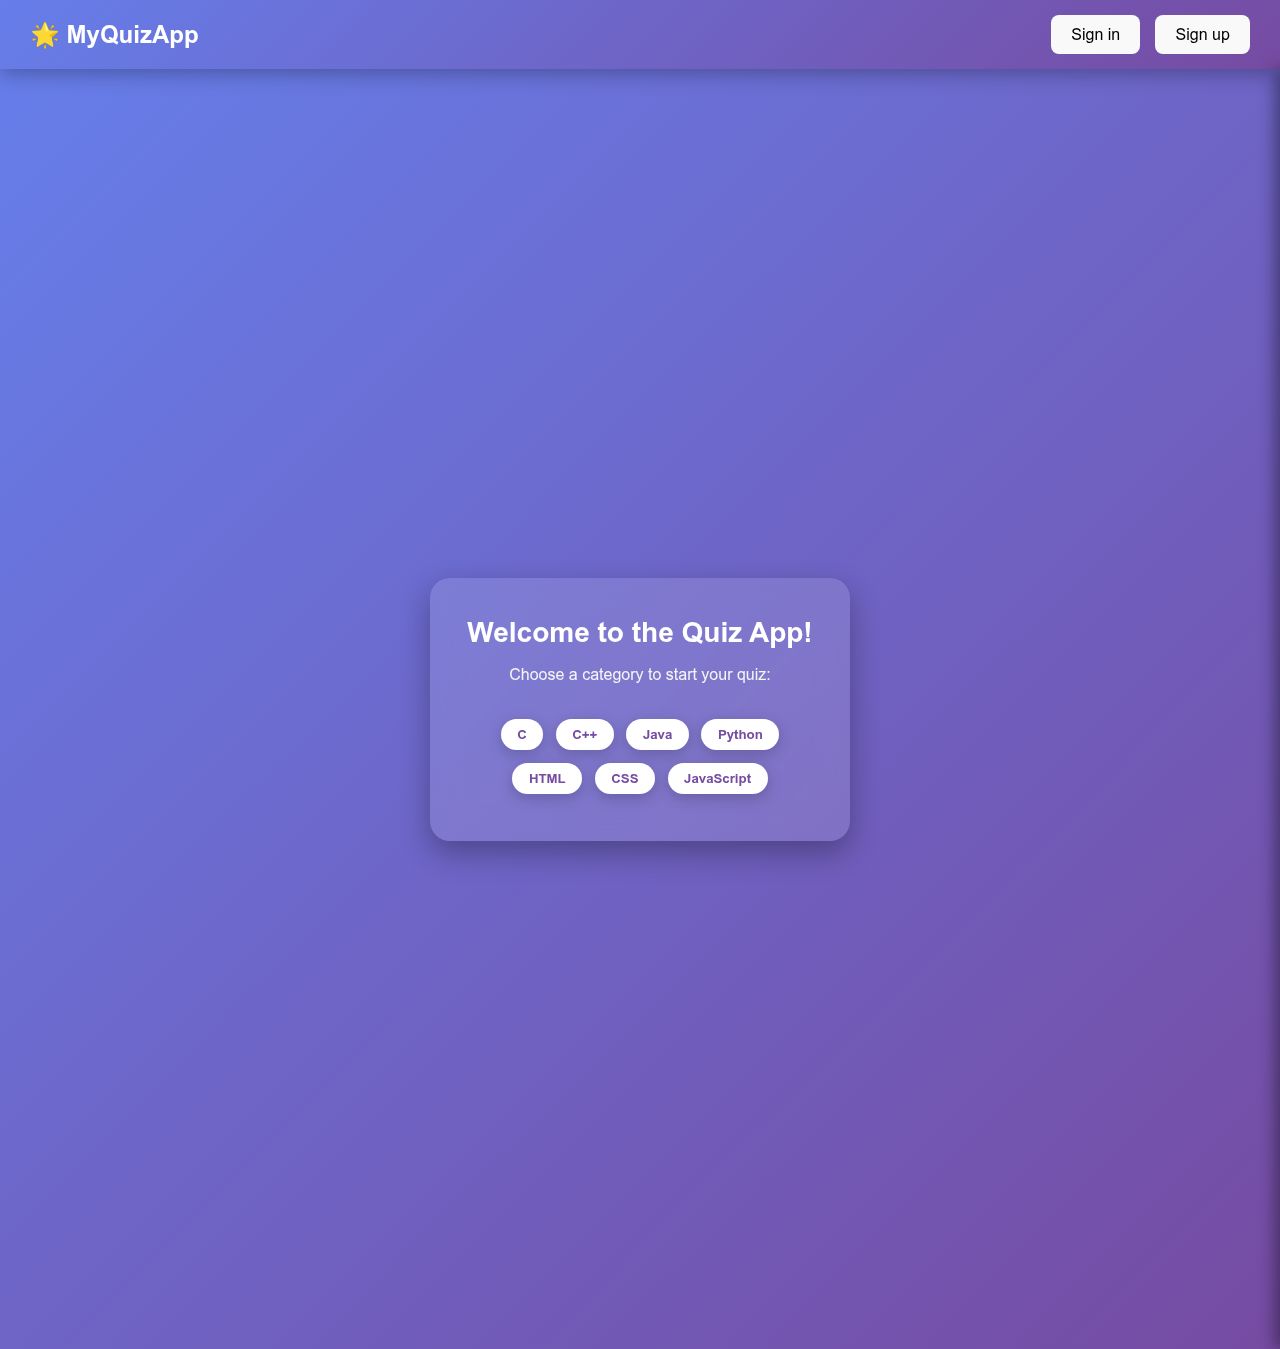 🌟 MyQuizApp
Sign in
Sign up
Welcome to the Quiz App!
Choose a category to start your quiz:
C C++ Java Python
HTML CSS JavaScript